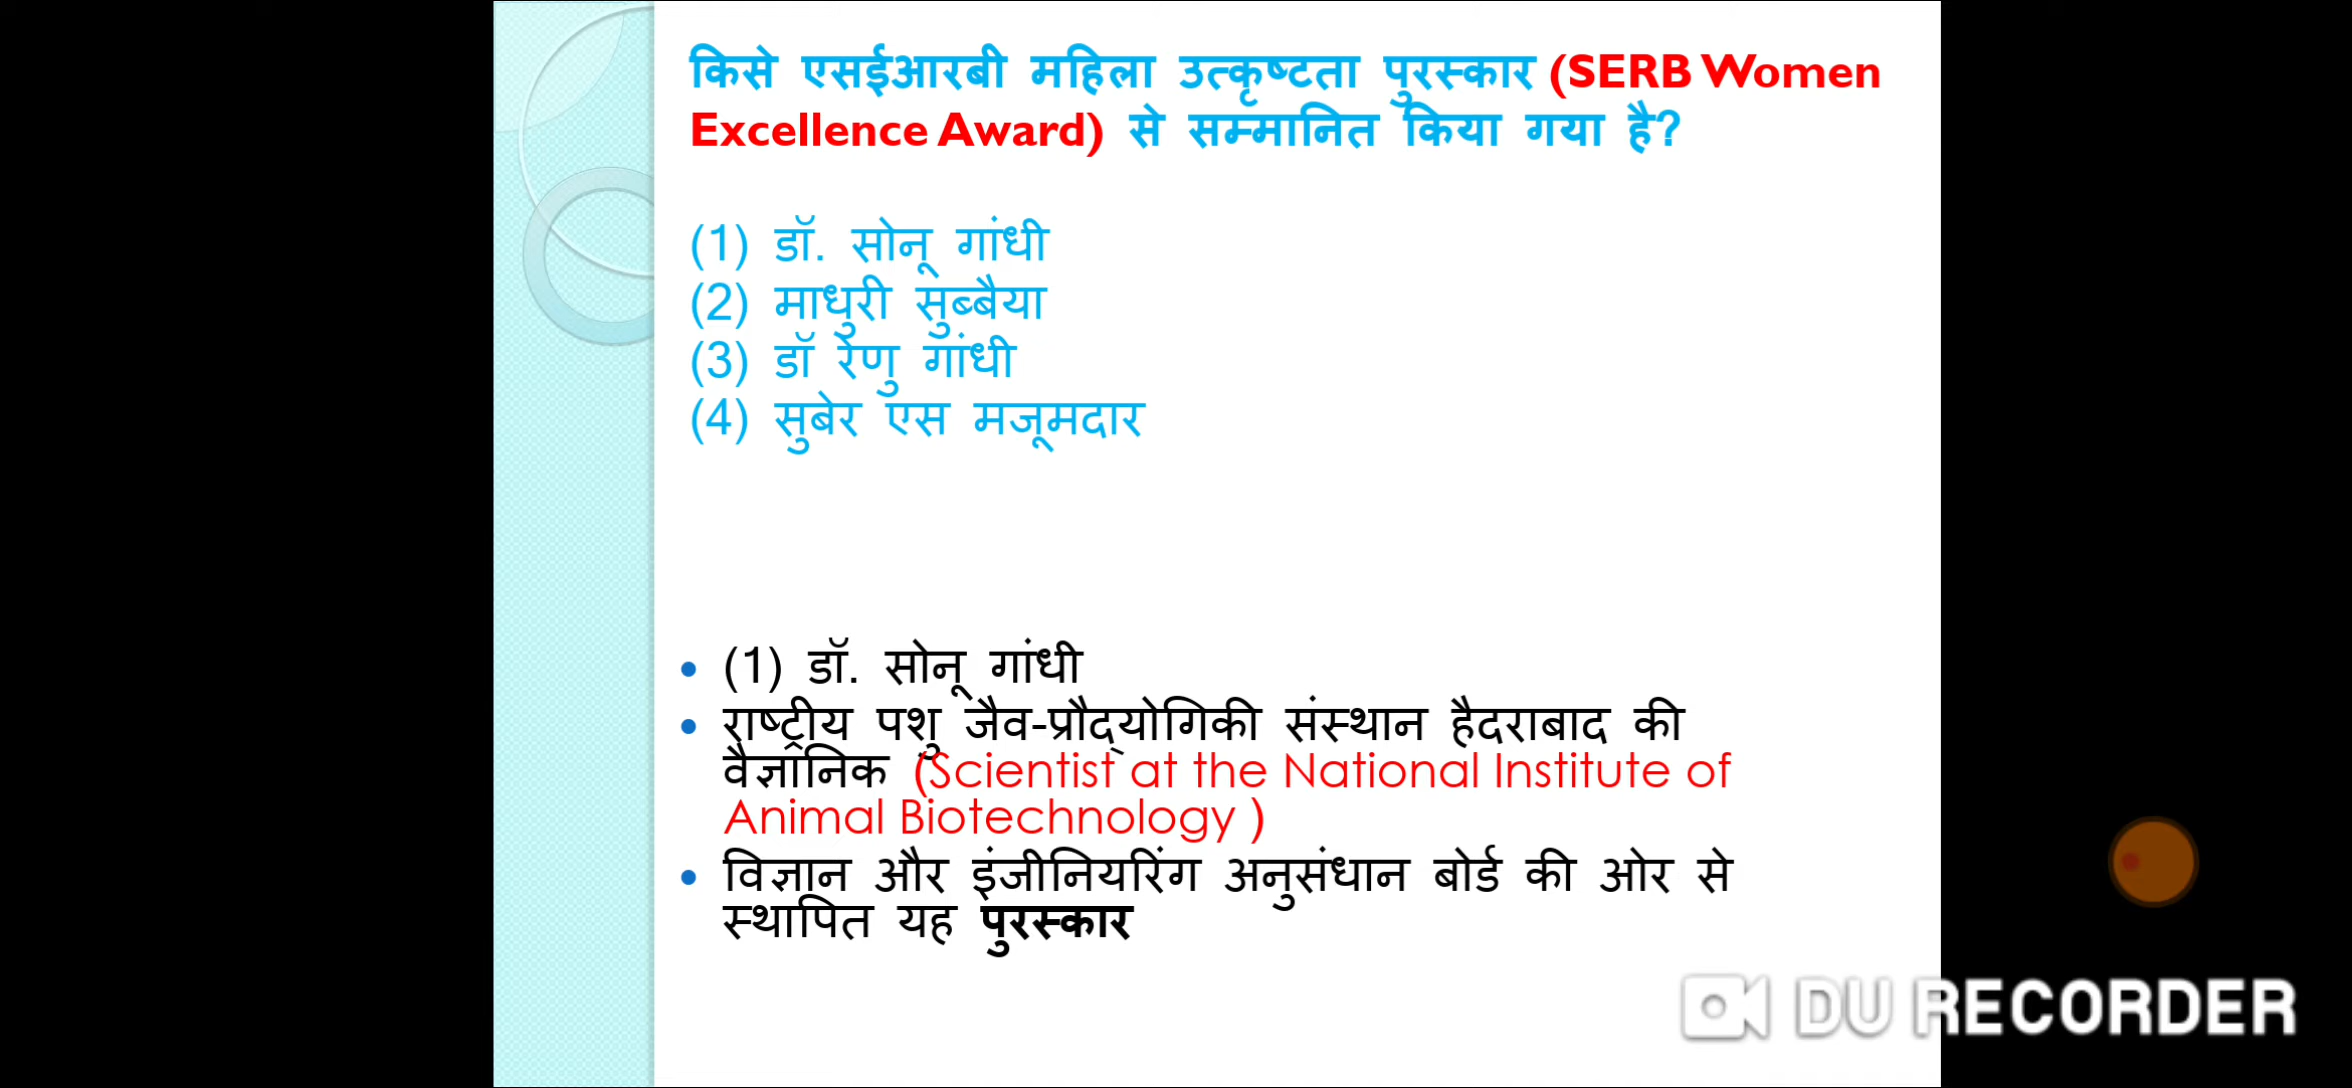 किसे एसईआरबी महिला उत्कृष्टता पुरस्कार (SERB Women
Excellence Award) से सम्मानित किया गया है?
(1) डॉ. सोनू गांधी
(2) माधुरी सुब्बैया
(3) डॉ रेणु गांधी
(4) सुबेर एस मजूमदार
• (1) डॉ. सोनू गांधी
• राष्ट्रीय पशु जैव-प्रौद्योगिकी संस्थान हैदराबाद की
वैज्ञानिक (Scientist at the National Institute of
Animal Biotechnology )
• विज्ञान और इंजीनियरिंग अनुसंधान बोर्ड की ओर से
स्थापित यह पुरस्कार
DU RECORDER